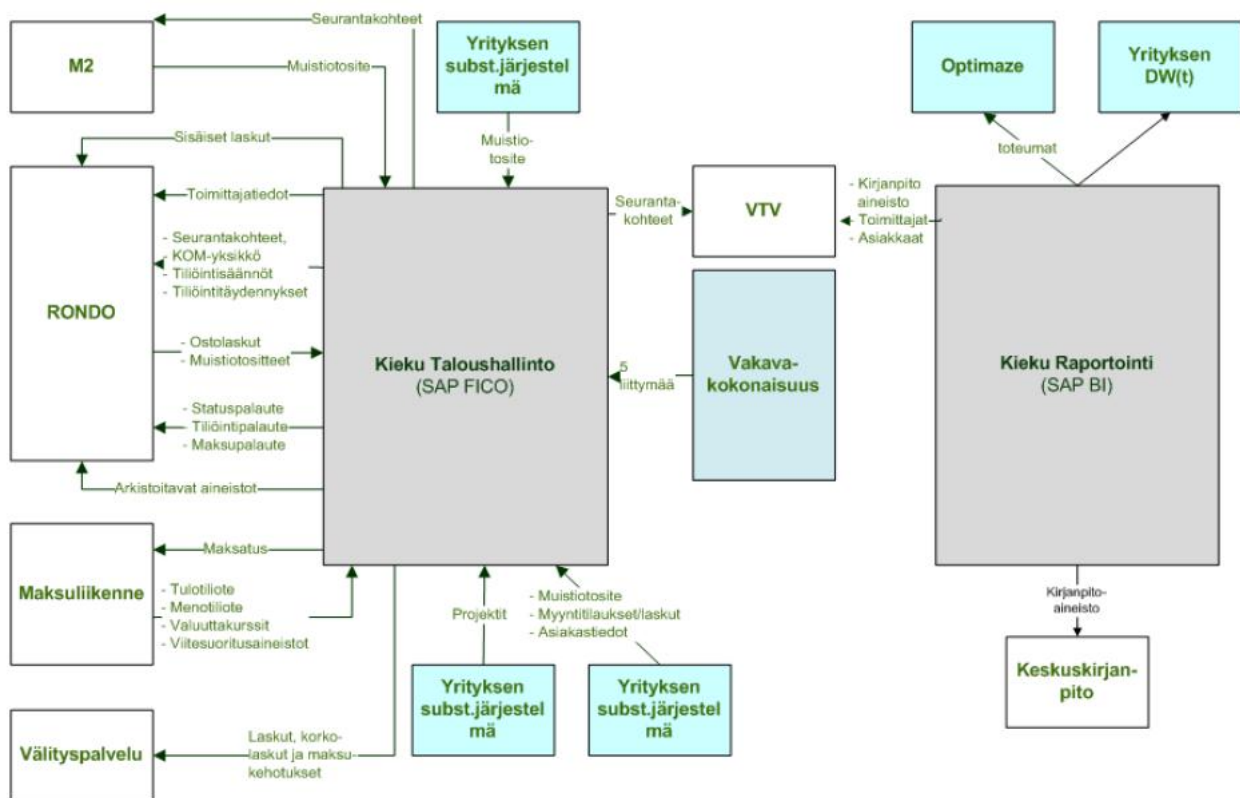 Seurantakohteet
M2
Muistiotosite
Yrityksen
subst.järjestel
mä
Optimaze
Yrityksen
DW(t)
Sisäiset laskut
Muistio-
tosite
toteumat
RONDO
Toimittajatiedot
- Seurantakohteet,
- KOM-yksikkö
- Tiliöintisäännöt
- Tiliöintitäydennykset
- Ostolaskut
- Muistiotositteet
- Statuspalaute
- Tiliöintipalaute
- Maksupalaute
Arkistoitavat aineistot
Kieku Taloushallinto
(SAP FICO)
Seuranta-
kohteet
VTV
- Kirjanpito
aineisto
- Toimittajat
- Asiakkaat
5
liittymää
Vakava-
kokonaisuus
Kieku Raportointi
(SAP BI)
Maksuliikenne
Maksatus
- Tulotiliote
- Menotiliote
- Valuuttakurssit
- Viitesuoritusaineistot
Projektit
- Muistiotosite
- Myyntitilaukset/laskut
- Asiakastiedot
Kirjanpito-
aineisto
Yrityksen
subst.järjestel
mä
Yrityksen
subst.järjestel
mä
Keskuskirjan-
pito
Välityspalvelu
Laskut, korko-
laskut ja maksu
kehotukset